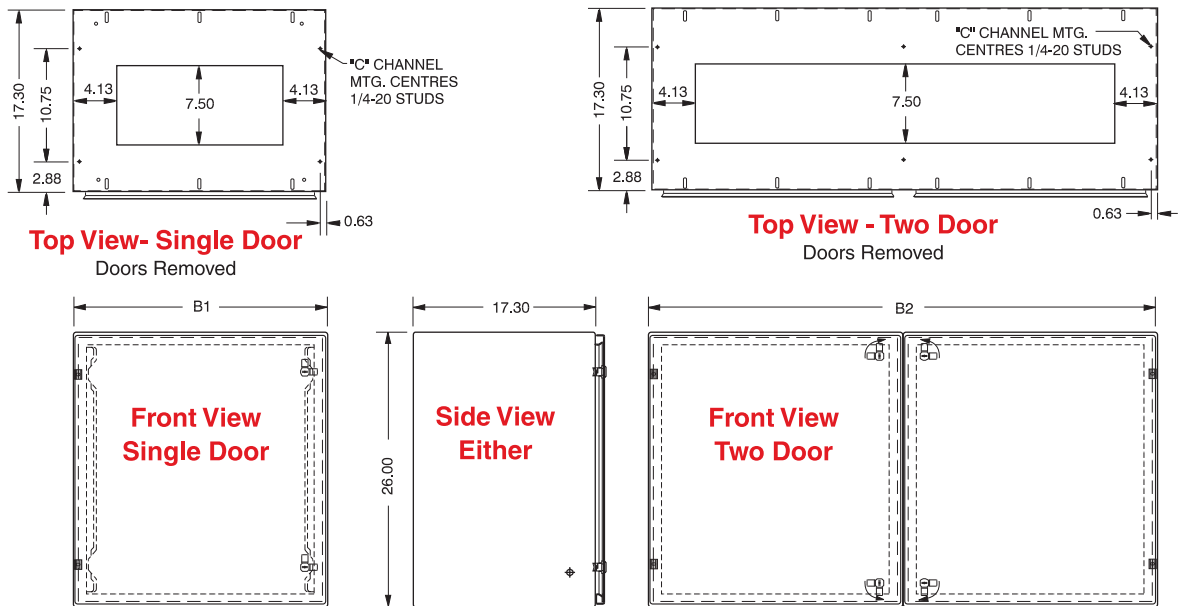 17.30
10.75
2.88
4.13
7.50
4.13
"C" CHANNEL
MTG. CENTRES
1/4-20 STUDS
0.63
Top View- Single Door
Doors Removed
17.30
10.75
2.88
4.13
7.50
4.13
"C" CHANNEL MTG.
CENTRES 1/4-20 STUDS
0.63
Top View - Two Door
Doors Removed
B1
Front View
Single Door
17.30
26.00
Side View
Either
B2
Front View
Two Door